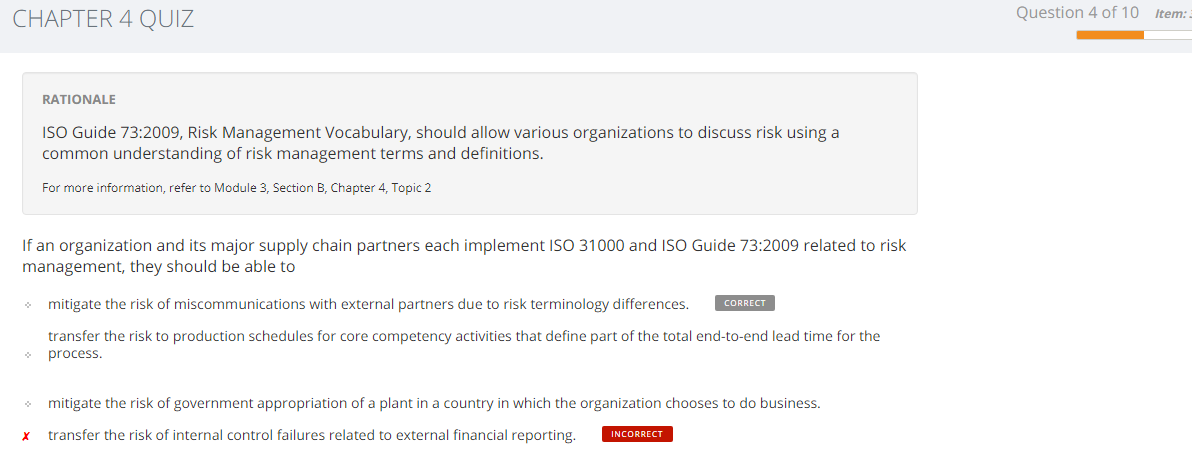 CHAPTER 4 QUIZ
Question 4 of 10 Item:
RATIONALE
ISO Guide 73:2009, Risk Management Vocabulary, should allow various organizations to discuss risk using a
common understanding of risk management terms and definitions.
For more information, refer to Module 3, Section B, Chapter 4, Topic 2
If an organization and its major supply chain partners each implement ISO 31000 and ISO Guide 73:2009 related to risk
management, they should be able to
mitigate the risk of miscommunications with external partners due to risk terminology differences. CORRECT
transfer the risk to production schedules for core competency activities that define part of the total end-to-end lead time for the
process.
mitigate the risk of government appropriation of a plant in a country in which the organization chooses to do business.
✗ transfer the risk of internal control failures related to external financial reporting. INCORRECT